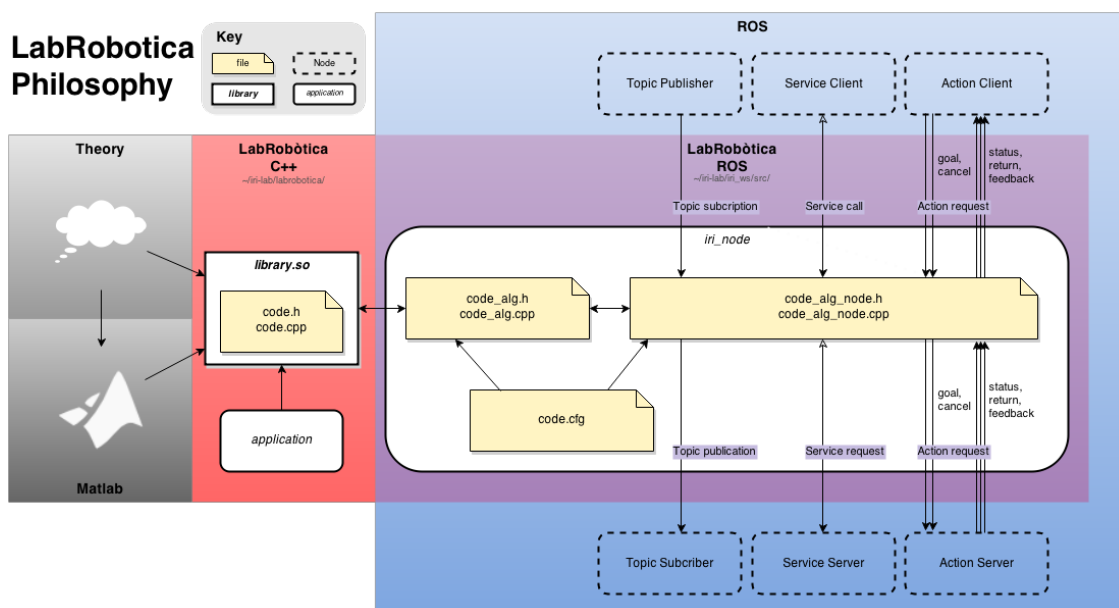 LabRobotica
Philosophy
Key
file
Node
library
application
ROS
Topic Publisher
Service Client
Action Client
Theory
LabRobòtica
C++
~/iri-lab/labrobotica/
LabRobòtica
ROS
~/iri-lab/iri_ws/src/
goal,
cancel
status,
return,
feedback
Topic subcription
Service call
Action request
iri_node
library.so
code.h
code.cpp
code_alg.h
code_alg.cpp
code_alg_node.h
code_alg_node.cpp
code.cfg
goal,
cancel
status,
return,
feedback
application
Topic publication
Service request
Action request
Matlab
Topic Subcriber
Service Server
Action Server